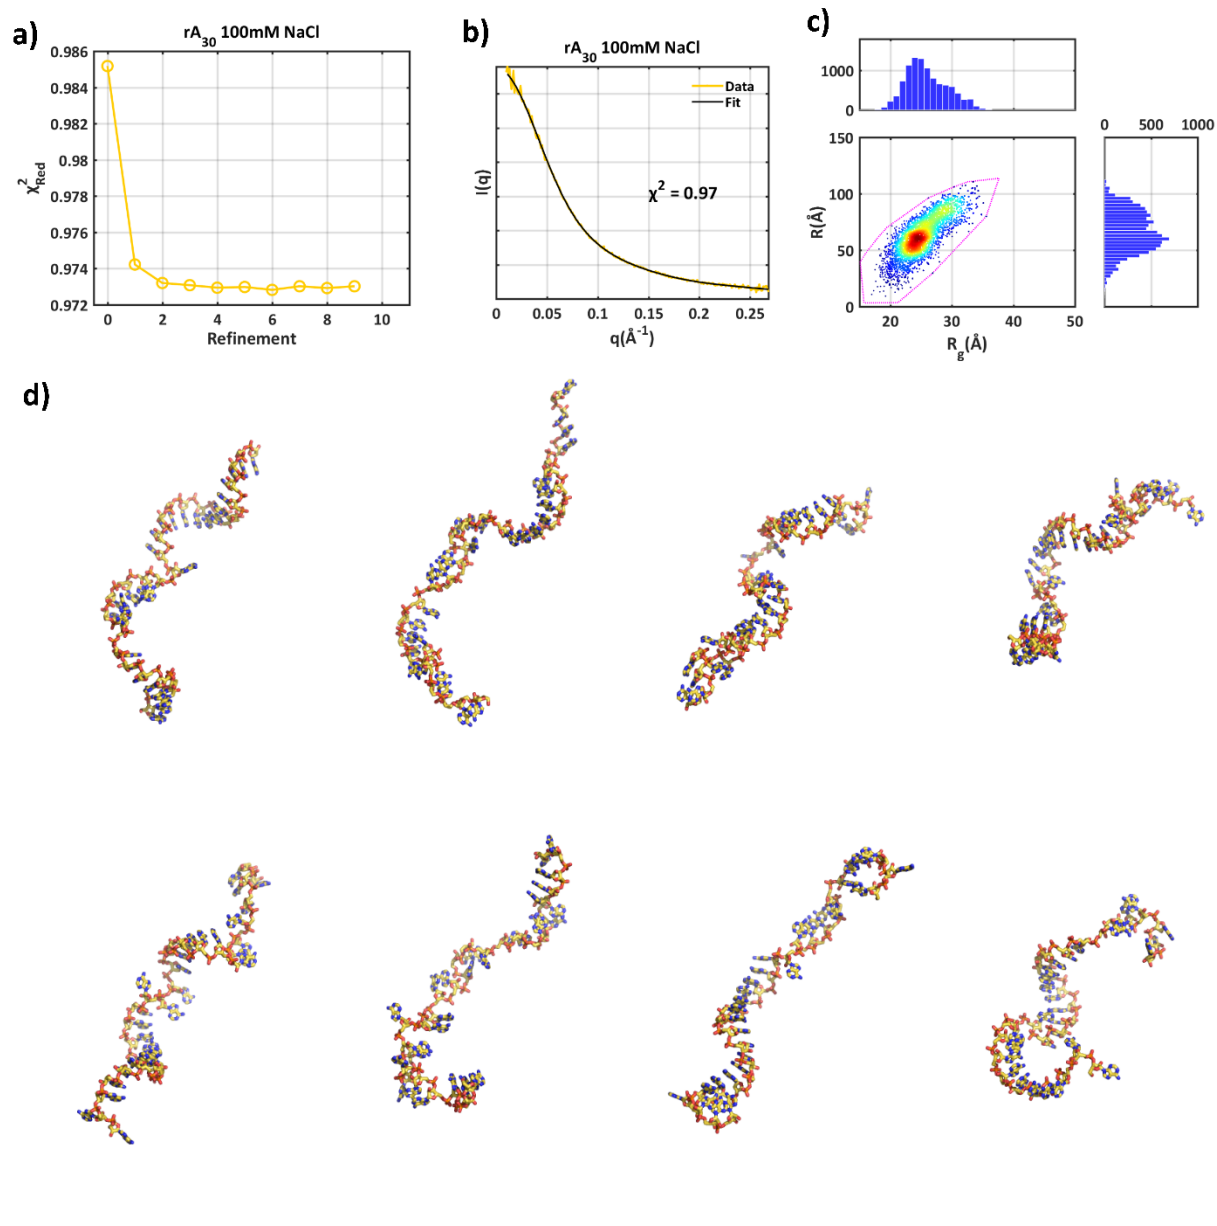 a)
rA30 100mM NaCl
0.986
0.984
0.982
0.98
0.978
0.976
0.974
0.972
χ²Red
0 2 4 6 8 10
Refinement
b)
rA30 100mM NaCl
Data
Fit
χ² = 0.97
I(q)
0 0.05 0.1 0.15 0.2 0.25
q(Å⁻¹)
c)
1000
0
0 500 1000
150
100
50
0
R(Å)
20 30 40 50
Rg(Å)
d)